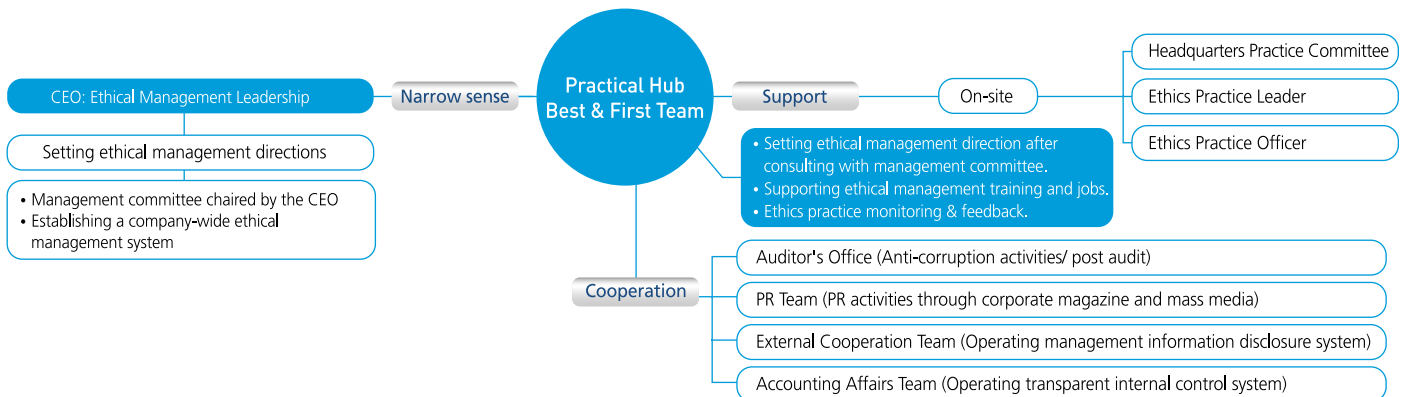 CEO: Ethical Management Leadership
Setting ethical management directions
• Management committee chaired by the CEO
• Establishing a company-wide ethical
management system
Narrow sense
Practical Hub
Best & First Team
Support
On-site
Headquarters Practice Committee
Ethics Practice Leader
Ethics Practice Officer
• Setting ethical management direction after
consulting with management committee.
• Supporting ethical management training and jobs.
• Ethics practice monitoring & feedback.
Cooperation
Auditor's Office (Anti-corruption activities/ post audit)
PR Team (PR activities through corporate magazine and mass media)
External Cooperation Team (Operating management information disclosure system)
Accounting Affairs Team (Operating transparent internal control system)